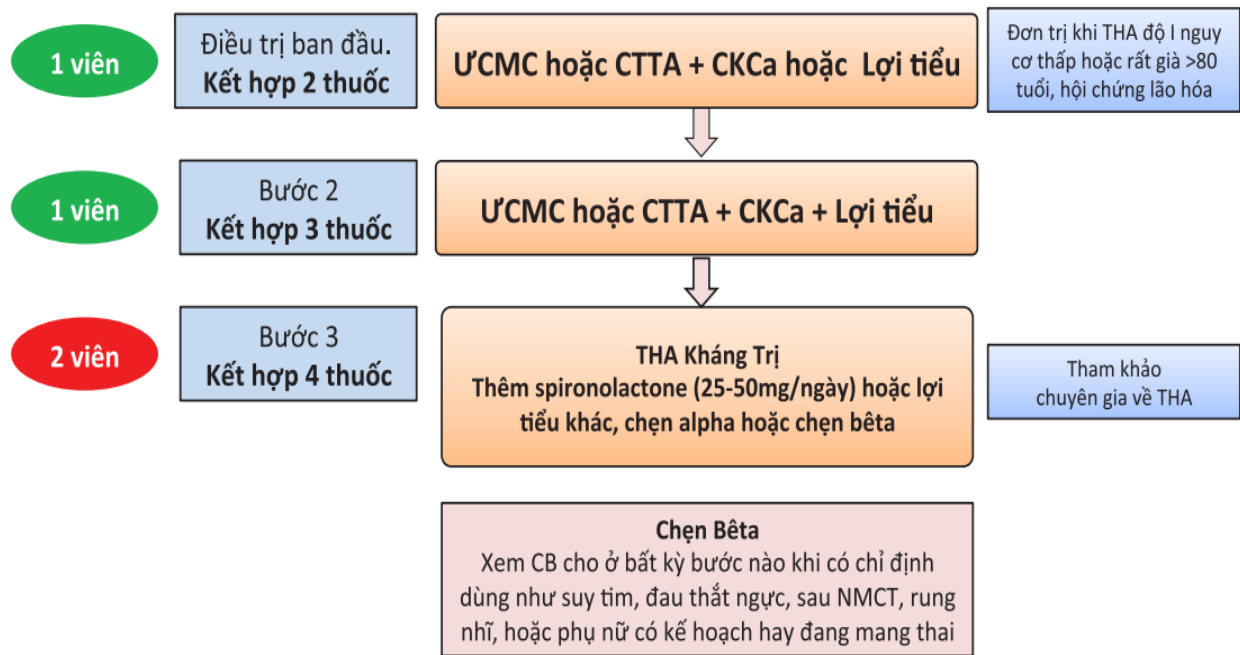 1 viên
Điều trị ban đầu.
Kết hợp 2 thuốc
ƯCMC hoặc CTTA + CKCa hoặc Lợi tiểu
Đơn trị khi THA độ I nguy
cơ thấp hoặc rất già >80
tuổi, hội chứng lão hóa
1 viên
Bước 2
Kết hợp 3 thuốc
ƯCMC hoặc CTTA + CKCa + Lợi tiểu
2 viên
Bước 3
Kết hợp 4 thuốc
THA Kháng Trị
Thêm spironolactone (25-50mg/ngày) hoặc lợi
tiểu khác, chẹn alpha hoặc chẹn bêta
Tham khảo
chuyên gia về THA
Chẹn Bêta
Xem CB cho ở bất kỳ bước nào khi có chỉ định
dùng như suy tim, đau thắt ngực, sau NMCT, rung
nhĩ, hoặc phụ nữ có kế hoạch hay đang mang thai